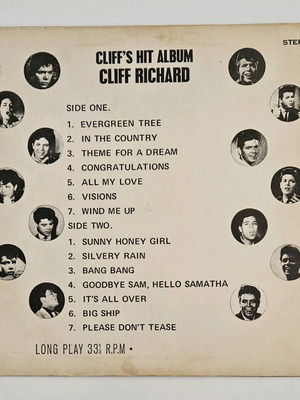 CLIFF'S HIT ALBUM
CLIFF RICHARD
STE
SIDE ONE.
1. EVERGREEN TREE
2. IN THE COUNTRY
3. THEME FOR A DREAM
4. CONGRATULATIONS
5. ALL MY LOVE
6. VISIONS
7. WIND ME UP
SIDE TWO.
1. SUNNY HONEY GIRL
2. SILVERY RAIN
3. BANG BANG
4. GOODBYE SAM, HELLO SAMATHA
5. IT'S ALL OVER
6. BIG SHIP
7. PLEASE DON'T TEASE
LONG PLAY 33⅓ R.P.M •